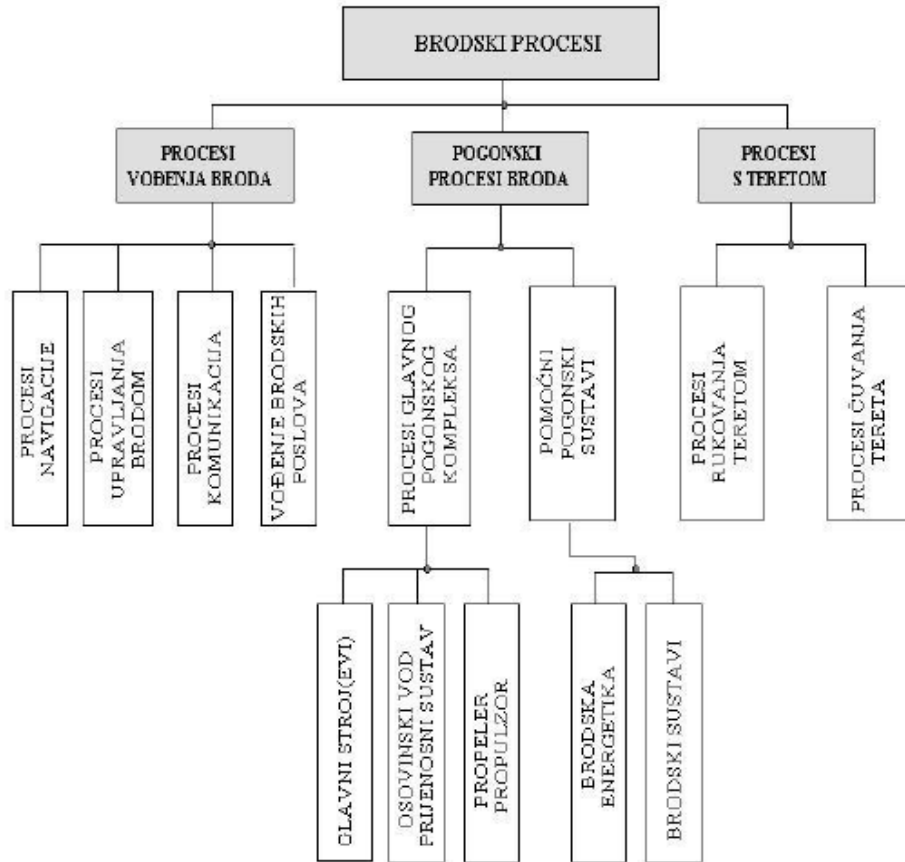 BRODSKI PROCESI
PROCESI
VOĐENJA BRODA
POGONSKI
PROCESI BRODA
PROCESI
S TERETOM
PROCESI
NAVIGACIJE
PROCESI
UPRAVLJANJA
BRODOM
PROCESI
KOMUNIKACIJA
VOĐENJE BRODSKIH
POSLOVA
PROCESI GLAVNOG
POGONSKOG
KOMPLEKSA
POMOĆNI
POGONSKI
SUSTAVI
PROCESI
RUKOVANJA
TERETOM
PROCESI ČUVANJA
TERETA
GLAVNI STROJ(EVI)
OSOVINSKI VOD
PRIJENOSNI SUSTAV
PROPELER
PROPULZOR
BRODSKA
ENERGETIKA
BRODSKI SUSTAVI